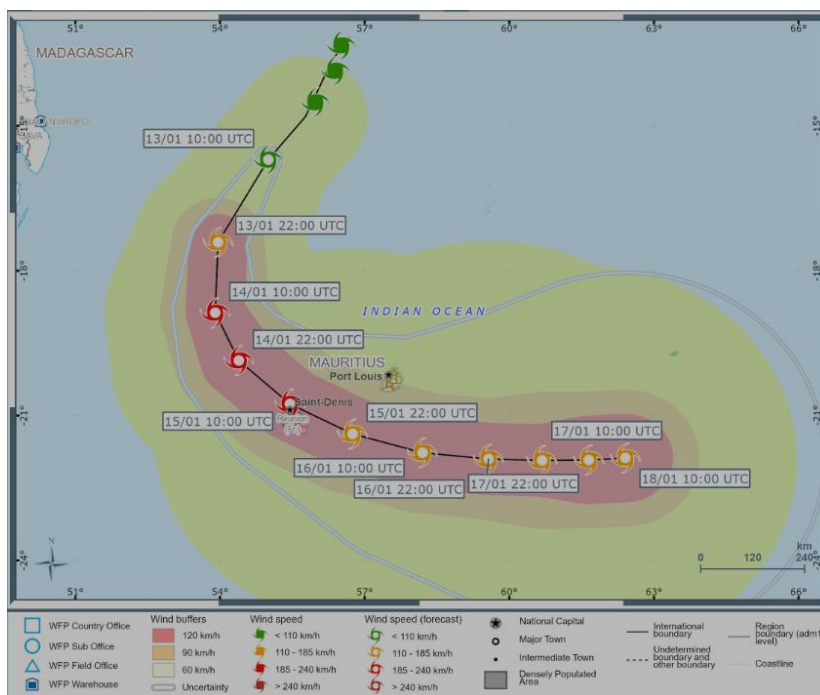 51°
54°
57°
60°
63°
66°
MADAGASCAR
-15°
-15°
13/01 10:00 UTC
13/01 22:00 UTC
-18°
-18°
14/01 10:00 UTC
INDIAN OCEAN
14/01 22:00 UTC
MAURITIUS
Port Louis
Saint-Denis
-21°
-21°
15/01 10:00 UTC
Réunion
(Fr)
15/01 22:00 UTC
17/01 10:00 UTC
16/01 10:00 UTC
16/01 22:00 UTC
17/01 22:00 UTC
18/01 10:00 UTC
N
km
0 120 240
-24°
-24°
51°
54°
57°
60°
63°
66°
WFP Country Office
WFP Sub Office
WFP Field Office
WFP Warehouse
Wind buffers
120 km/h
90 km/h
60 km/h
Uncertainty
Wind speed
< 110 km/h
110 - 185 km/h
185 - 240 km/h
> 240 km/h
Wind speed (forecast)
< 110 km/h
110 - 185 km/h
185 - 240 km/h
> 240 km/h
National Capital
Major Town
Intermediate Town
Densely Populated
Area
International
boundary
Undetermined
boundary and
other boundary
Region
boundary (adm1
level)
Coastline